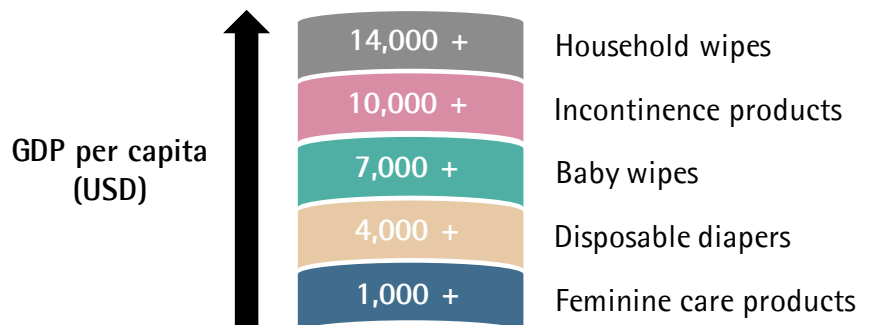 14,000 + Household wipes
10,000 + Incontinence products
GDP per capita
(USD)
7,000 + Baby wipes
4,000 + Disposable diapers
1,000 + Feminine care products